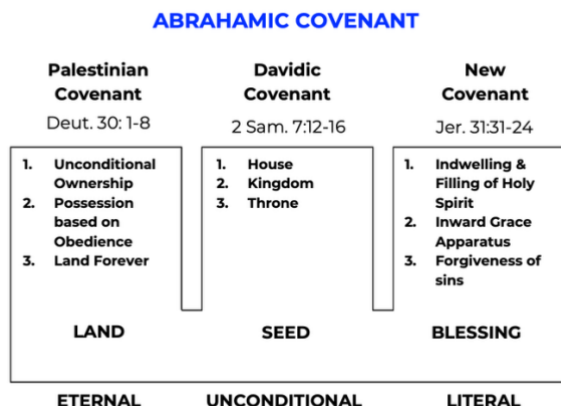 ABRAHAMIC COVENANT
Palestinian
Covenant
Deut. 30: 1-8
1. Unconditional
Ownership
2. Possession
based on
Obedience
3. Land Forever
LAND
Davidic
Covenant
2 Sam. 7:12-16
1. House
2. Kingdom
3. Throne
SEED
New
Covenant
Jer. 31:31-24
1. Indwelling &
Filling of Holy
Spirit
2. Inward Grace
Apparatus
3. Forgiveness of
sins
BLESSING
ETERNAL UNCONDITIONAL LITERAL